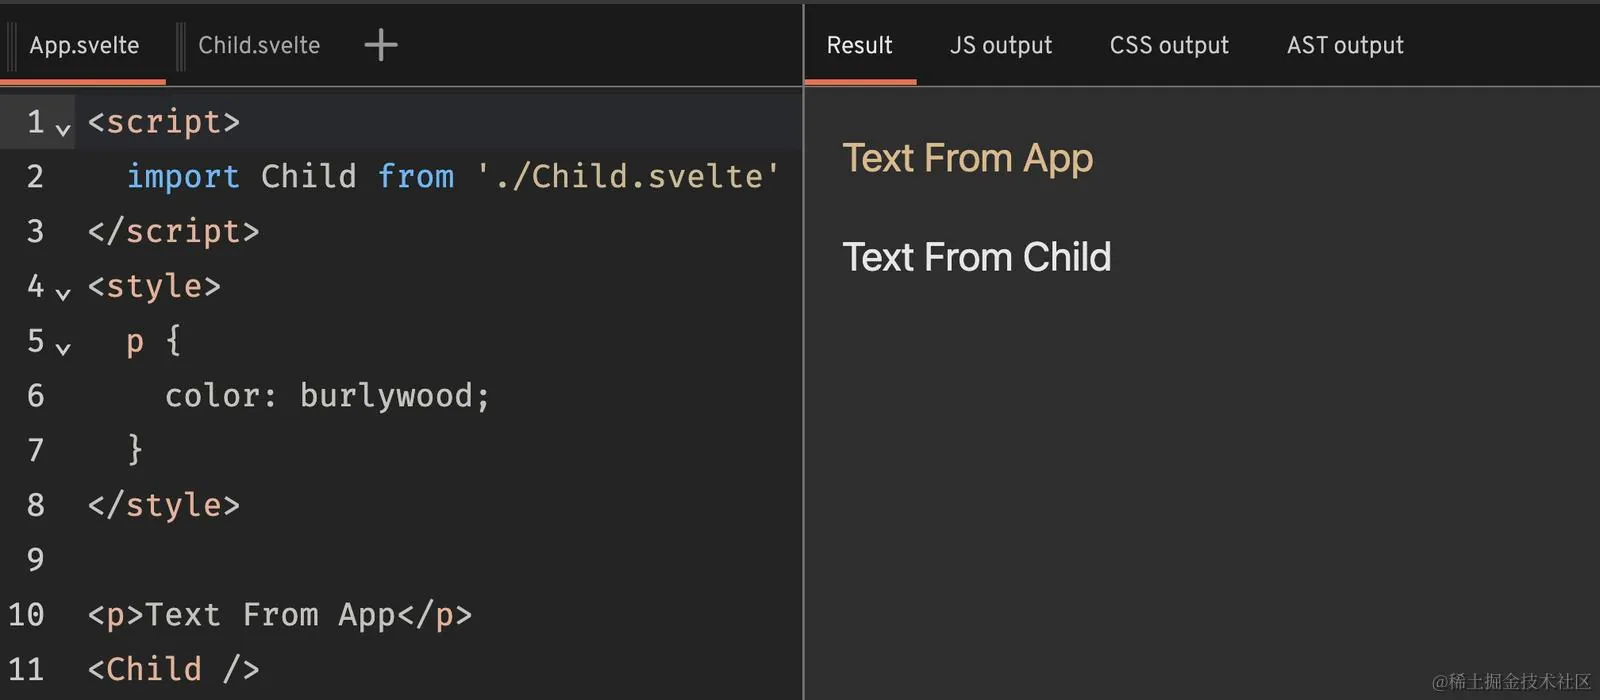 App.svelte Child.svelte +
Result JS output CSS output AST output
1 <script>
2 import Child from './Child.svelte'
3 </script>
4 <style>
5 p {
6 color: burlywood;
7 }
8 </style>
9
10 <p>Text From App</p>
11 <Child />
Text From App
Text From Child
@稀土掘金技术社区